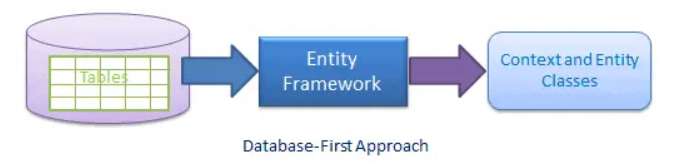 Tables
Entity
Framework
Context and Entity
Classes
Database-First Approach